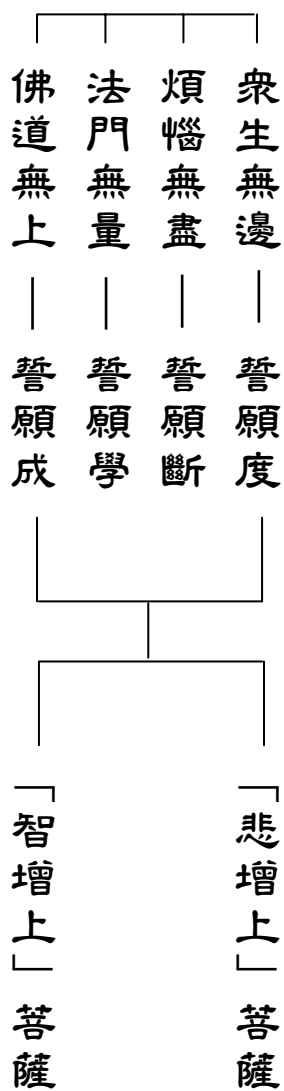 衆生無邊
誓願度
煩惱無盡
誓願斷
法門無量
誓願學
佛道無上
誓願成
「悲增上」菩薩
「智增上」菩薩